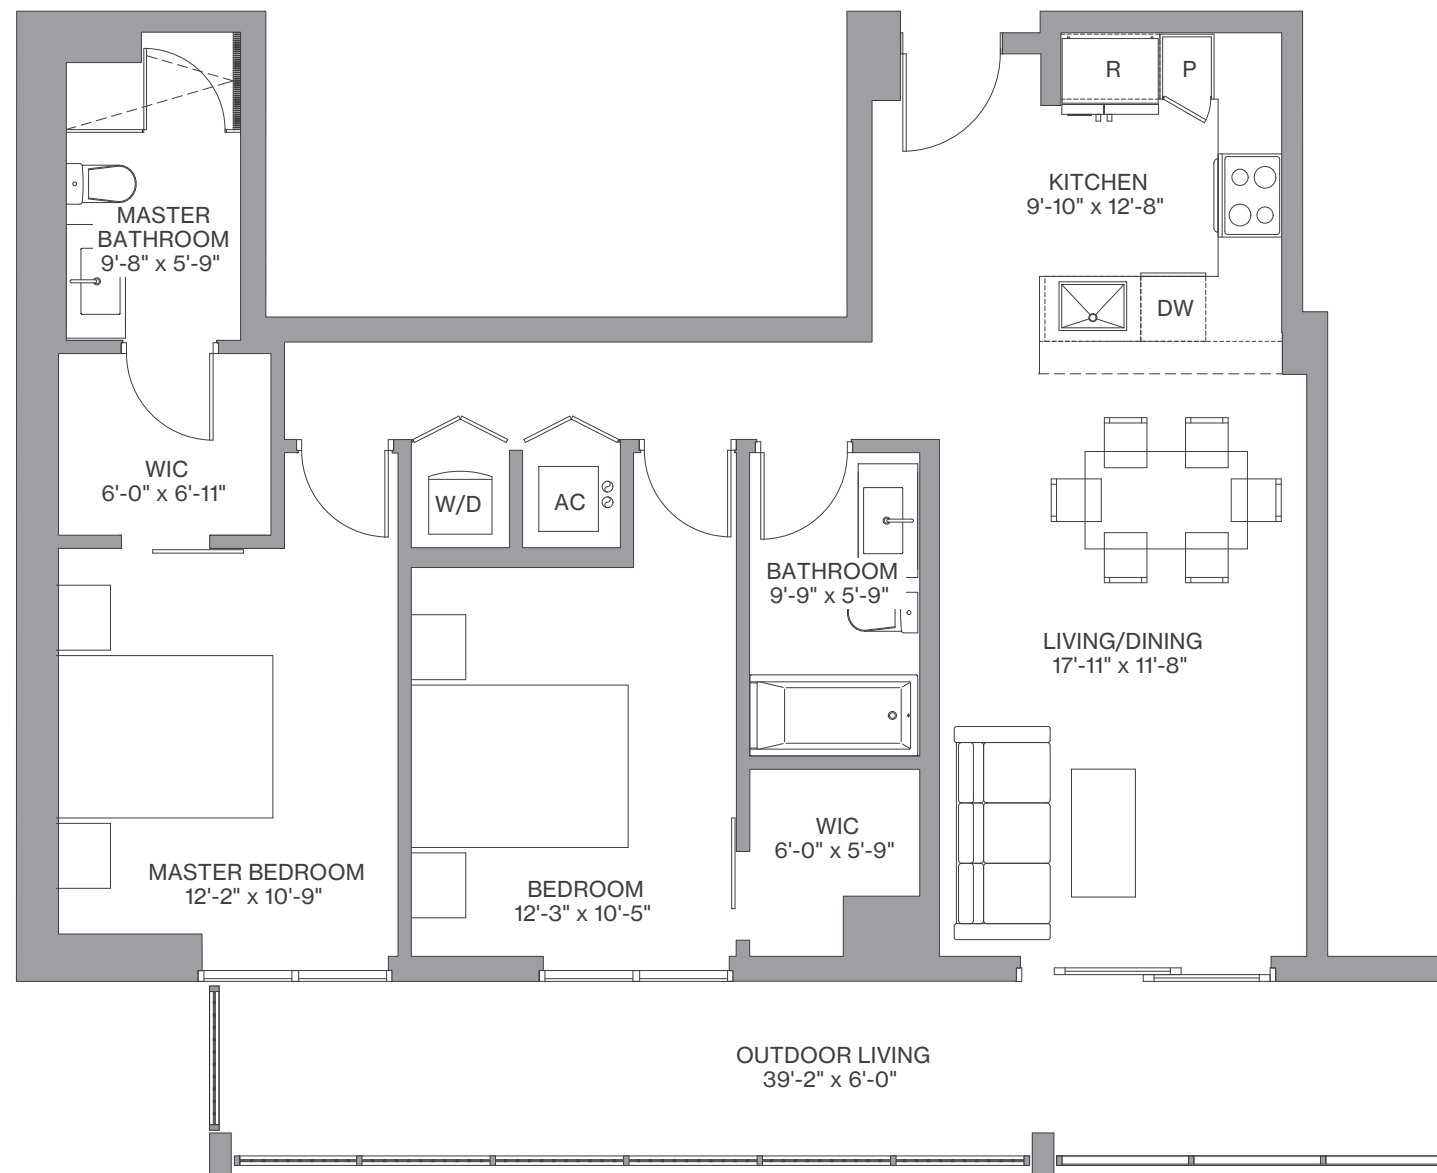 R
P
KITCHEN
9'-10" x 12'-8"
MASTER
BATHROOM
9'-8" x 5'-9"
DW
WIC
6'-0" x 6'-11"
W/D
AC
BATHROOM
9'-9" x 5'-9"
LIVING/DINING
17'-11" x 11'-8"
WIC
6'-0" x 5'-9"
MASTER BEDROOM
12'-2" x 10'-9"
BEDROOM
12'-3" x 10'-5"
OUTDOOR LIVING
39'-2" x 6'-0"